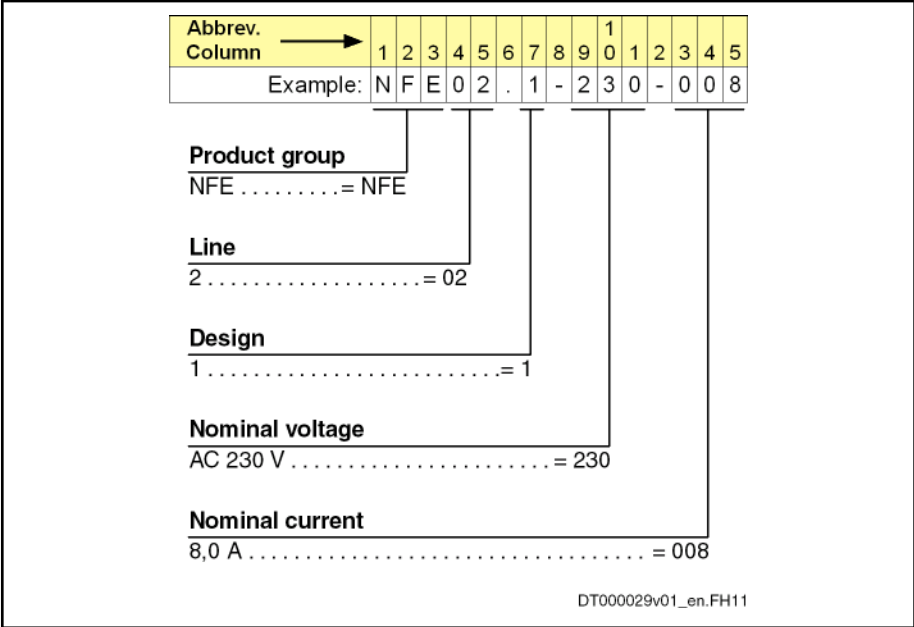 Abbrev.
Column 1 2 3 4 5 6 7 8 9 10 1 2 3 4 5
Example: N F E 0 2 . 1 - 2 3 0 - 0 0 8
Product group
NFE . . . . . . . . . = NFE
Line
2 . . . . . . . . . . . . . . . . . . . . = 02
Design
1 . . . . . . . . . . . . . . . . . . . . . . . . . . .= 1
Nominal voltage
AC 230 V . . . . . . . . . . . . . . . . . . . . . . . . = 230
Nominal current
8,0 A . . . . . . . . . . . . . . . . . . . . . . . . . . . . . . . . . . . . . = 008
DT000029v01_en.FH11